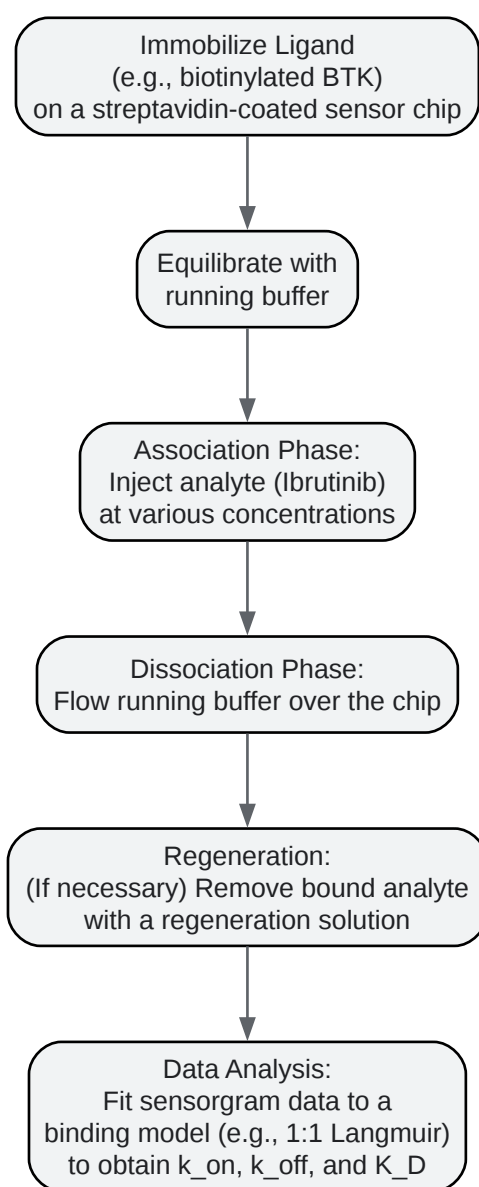 Immobilize Ligand
(e.g., biotinylated BTK)
on a streptavidin-coated sensor chip
Equilibrate with
running buffer
Association Phase:
Inject analyte (Ibrutinib)
at various concentrations
Dissociation Phase:
Flow running buffer over the chip
Regeneration:
(If necessary) Remove bound analyte
with a regeneration solution
Data Analysis:
Fit sensorgram data to a
binding model (e.g., 1:1 Langmuir)
to obtain k_on, k_off, and K_D